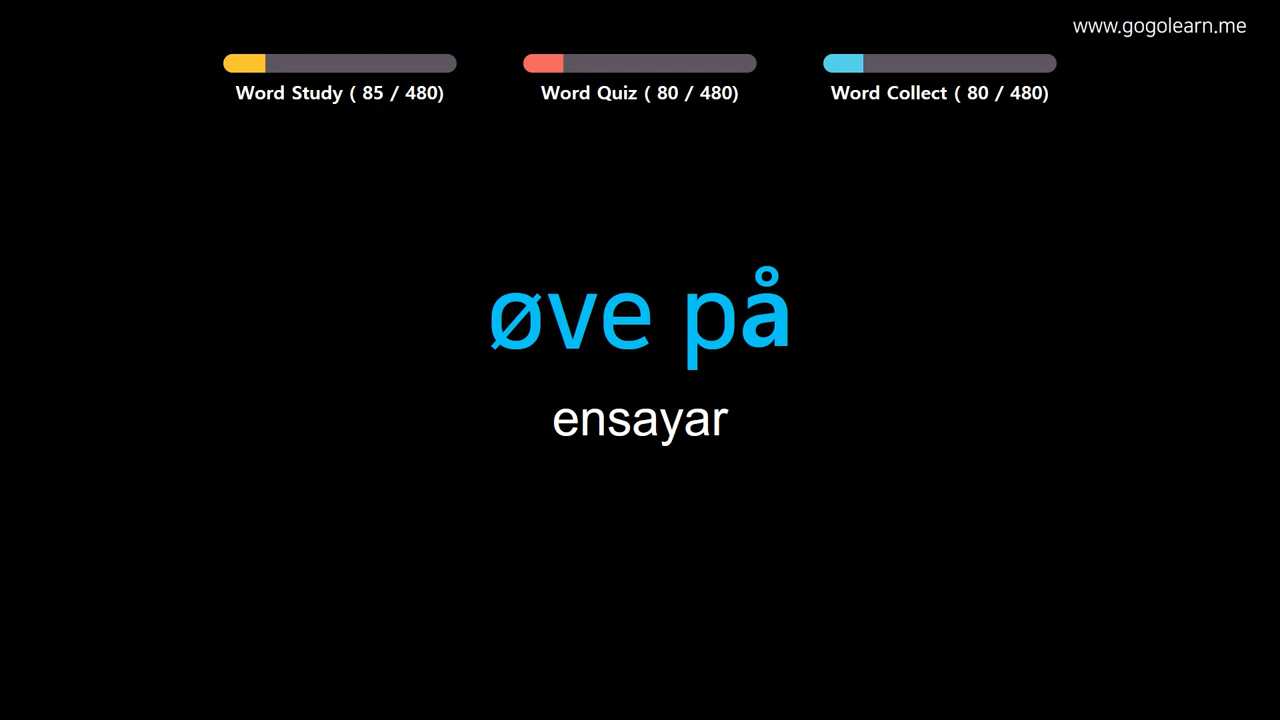 www.gogolearn.me
Word Study ( 85 / 480)
Word Quiz ( 80 / 480)
Word Collect ( 80 / 480)
øve på
ensayar